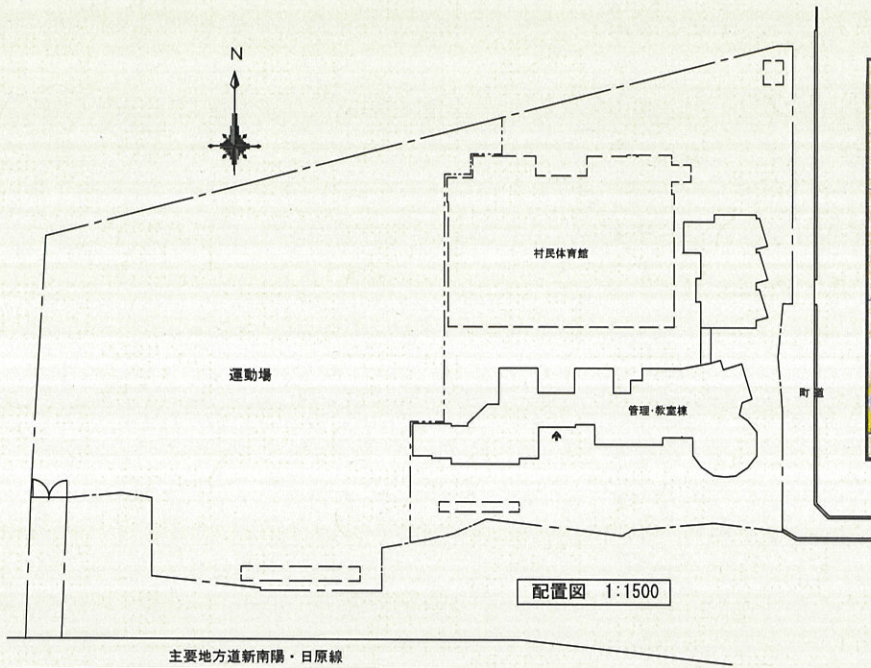 N
村民体育館
運動場
町道
管理・教室棟
配置図 1:1500
主要地方道新南陽・日原線